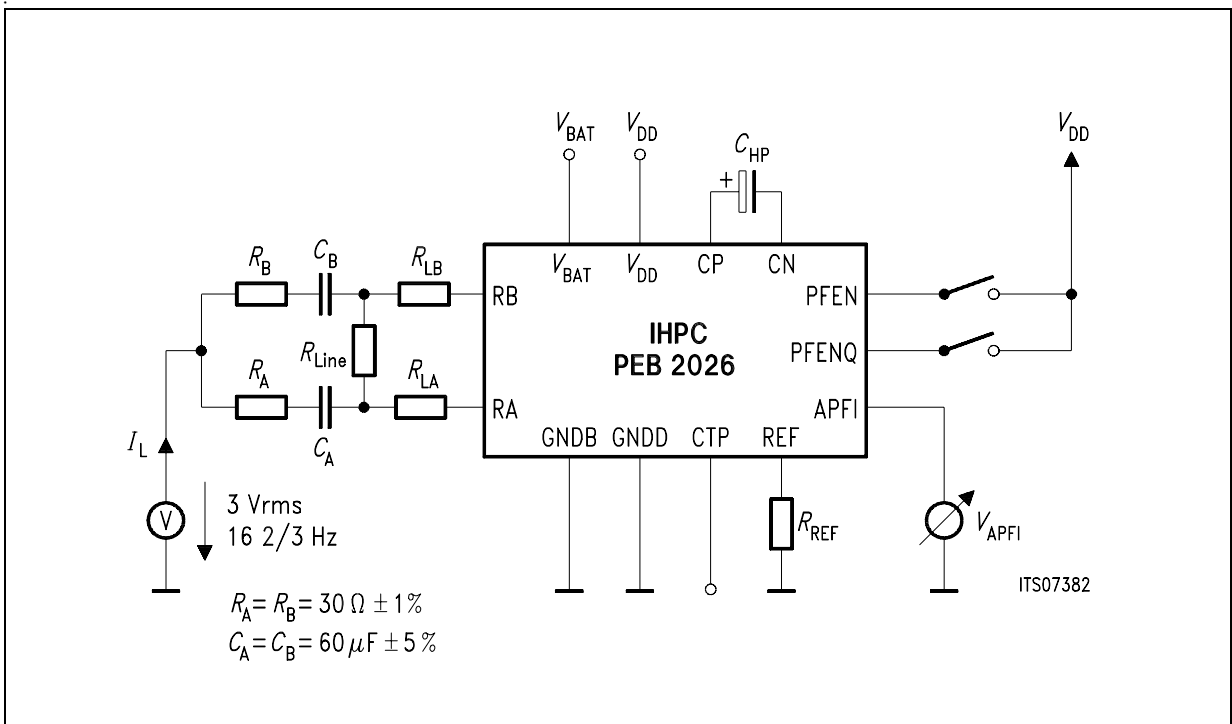 V_BAT V_DD V_DD
C_HP
+
R_B C_B R_LB V_BAT V_DD CP CN
RB PFEN
R_Line IHPC PFENQ
PEB 2026
R_A R_LA
RA APFI
C_A GNDB GNDD CTP REF
I_L
V 3 Vrms
16 2/3 Hz
R_REF V_APFI
ITS07382
R_A = R_B = 30 Ω ± 1%
C_A = C_B = 60 μF ± 5 %